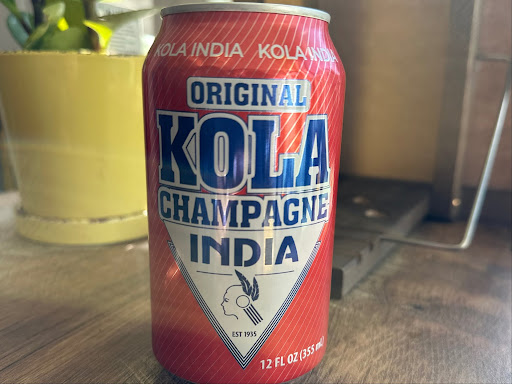 KOLA INDIA KOLA INDIA
ORIGINAL
KOLA
CHAMPAGNE
INDIA
EST 1935
12 FL OZ (355 mL)